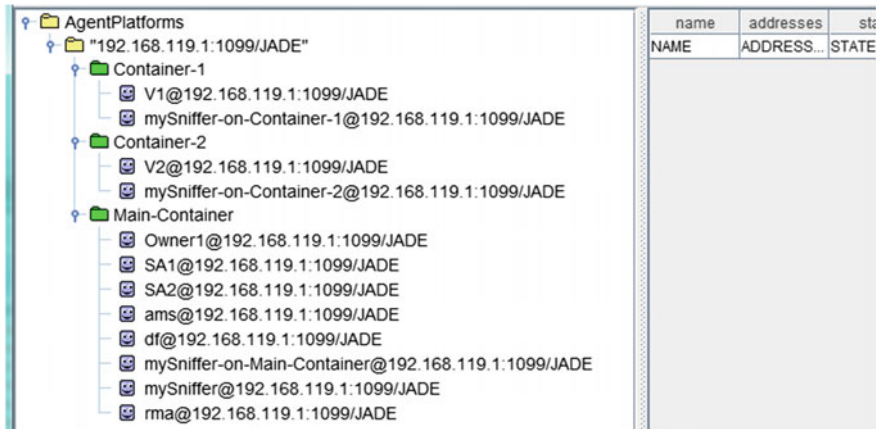 AgentPlatforms
"192.168.119.1:1099/JADE"
Container-1
V1@192.168.119.1:1099/JADE
mySniffer-on-Container-1@192.168.119.1:1099/JADE
Container-2
V2@192.168.119.1:1099/JADE
mySniffer-on-Container-2@192.168.119.1:1099/JADE
Main-Container
Owner1@192.168.119.1:1099/JADE
SA1@192.168.119.1:1099/JADE
SA2@192.168.119.1:1099/JADE
ams@192.168.119.1:1099/JADE
df@192.168.119.1:1099/JADE
mySniffer-on-Main-Container@192.168.119.1:1099/JADE
mySniffer@192.168.119.1:1099/JADE
rma@192.168.119.1:1099/JADE
name addresses sta
NAME ADDRESS... STATE